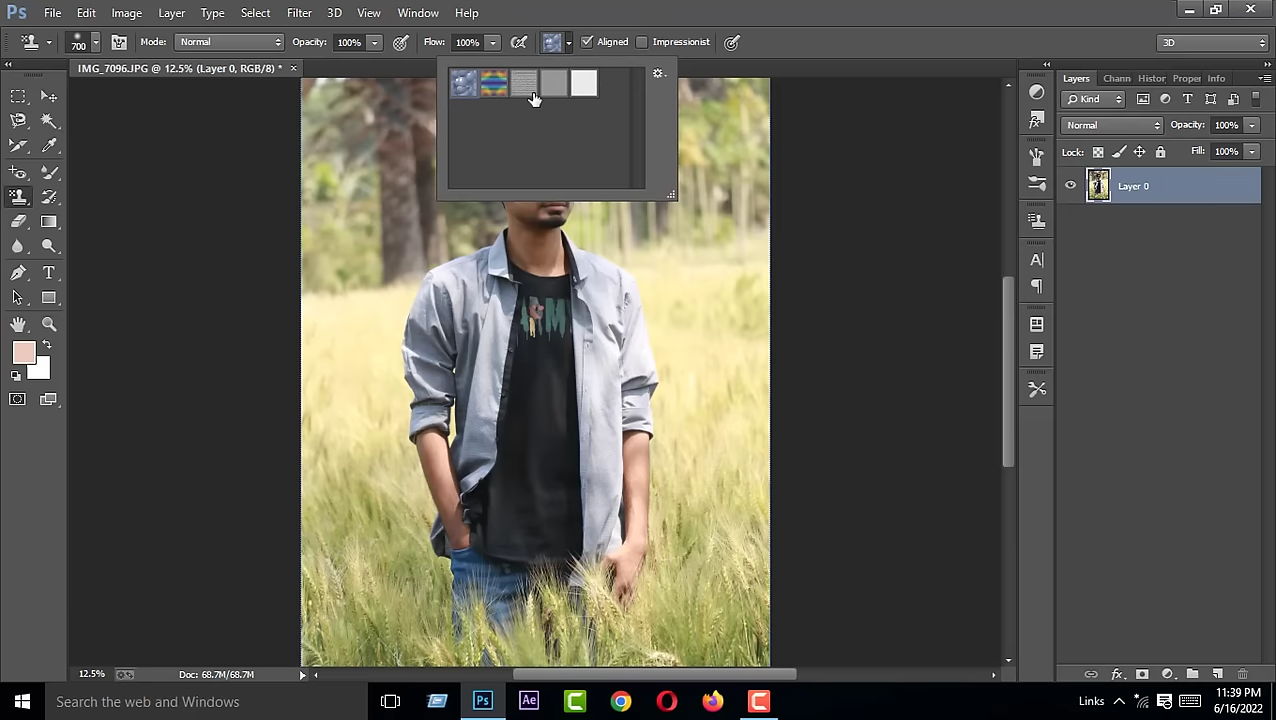 Ps File Edit Image Layer Type Select Filter 3D View Window Help
700 Mode: Normal Opacity: 100% Flow: 100% Aligned Impressionist 3D
IMG_7096.JPG @ 12.5% (Layer 0, RGB/8) * ×
Layers Chann Histor Proper Info
Kind
Normal Opacity: 100%
Lock: Fill: 100%
Layer 0
ARMY
12.5% Doc: 68.7M/68.7M
Search the web and Windows Ps Ae C C Links 11:39 PM
6/16/2022